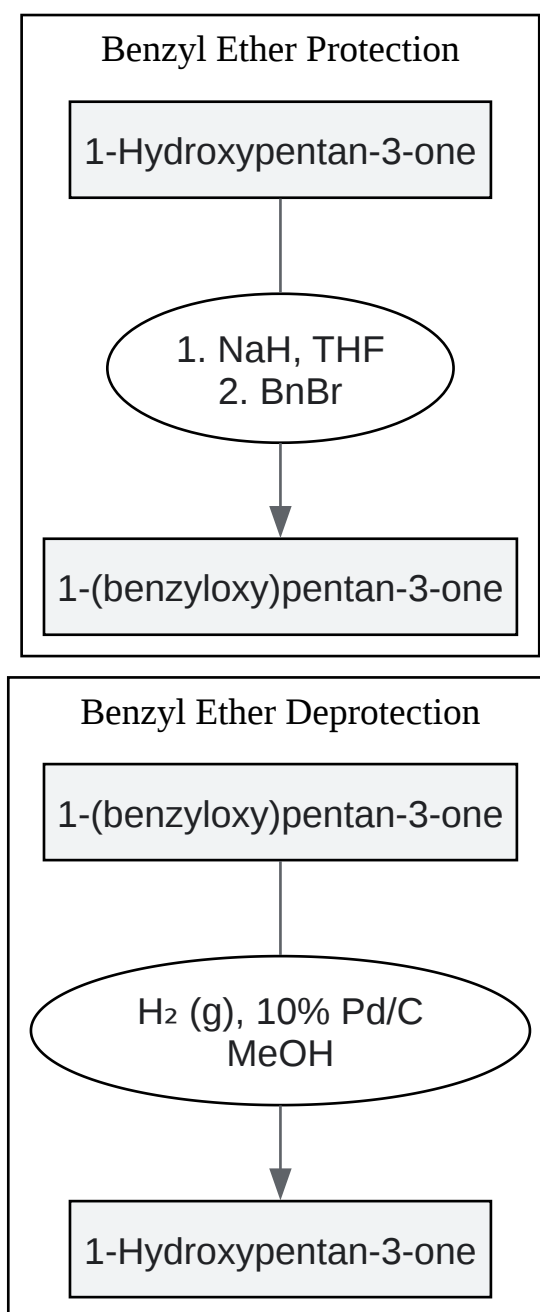 Benzyl Ether Protection
1-Hydroxypentan-3-one
1. NaH, THF
2. BnBr
1-(benzyloxy)pentan-3-one
Benzyl Ether Deprotection
1-(benzyloxy)pentan-3-one
H₂ (g), 10% Pd/C
MeOH
1-Hydroxypentan-3-one